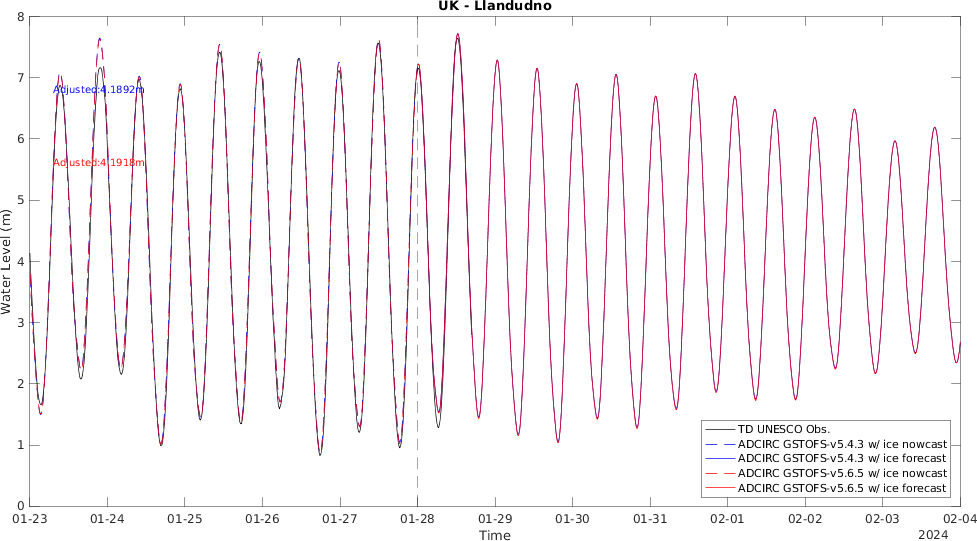 UK - Llandudno
8
7
6
5
4
3
2
1
0
Water Level (m)
Adjusted:4.1892m
Adjusted:4.1918m
TD UNESCO Obs.
ADCIRC GSTOFS-v5.4.3 w/ ice nowcast
ADCIRC GSTOFS-v5.4.3 w/ ice forecast
ADCIRC GSTOFS-v5.6.5 w/ ice nowcast
ADCIRC GSTOFS-v5.6.5 w/ ice forecast
01-23 01-24 01-25 01-26 01-27 01-28 01-29 01-30 01-31 02-01 02-02 02-03 02-04
Time
2024